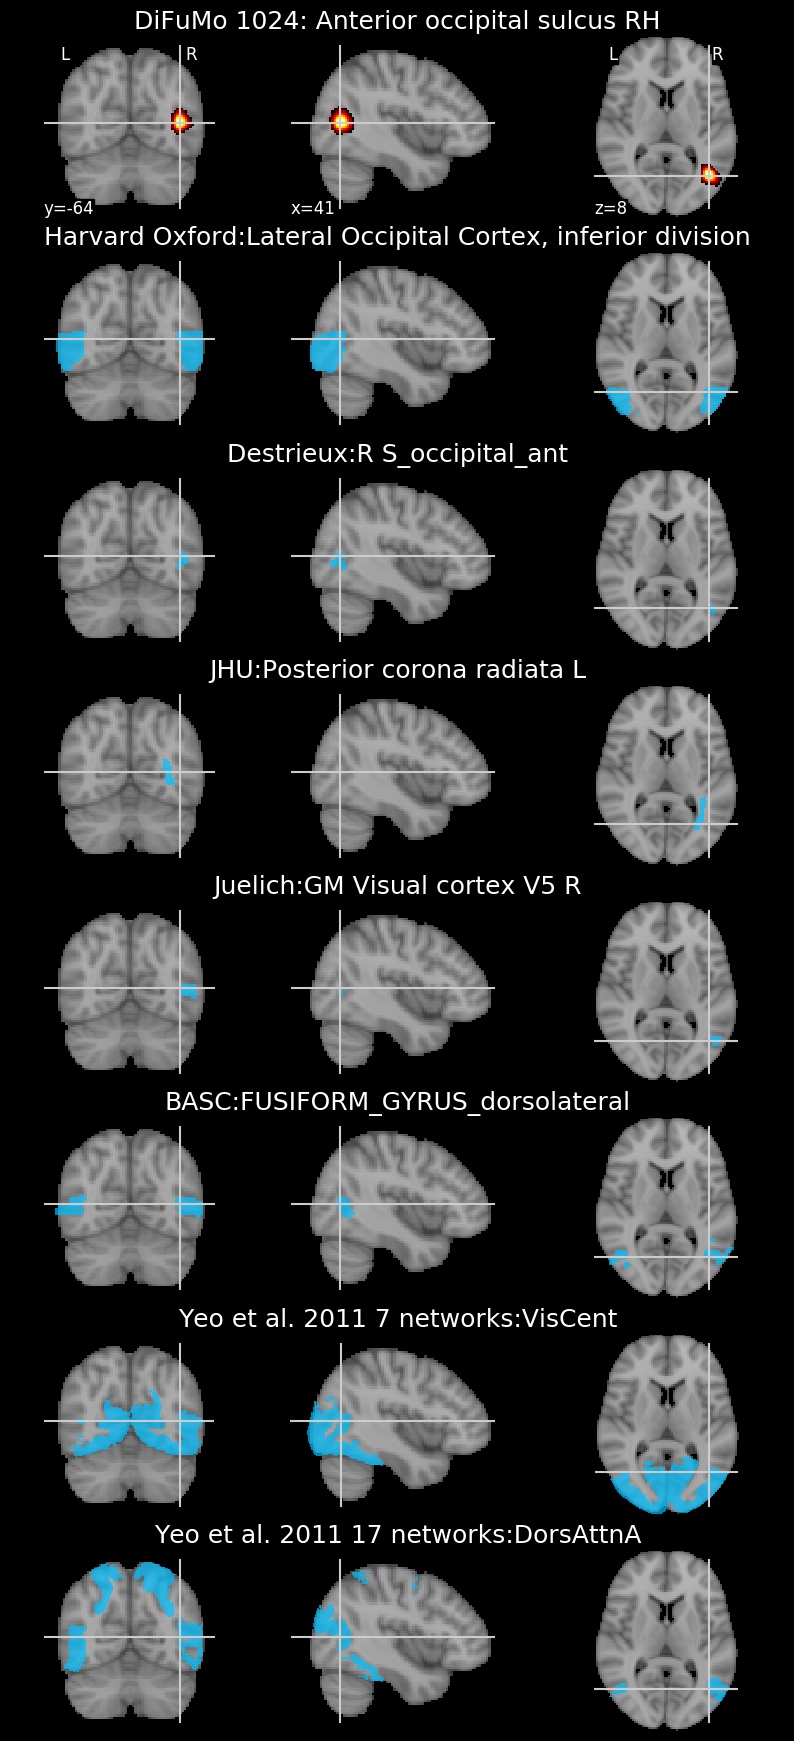 DiFuMo 1024: Anterior occipital sulcus RH
L R L R
y=-64 x=41 z=8
Harvard Oxford:Lateral Occipital Cortex, inferior division
Destrieux:R S_occipital_ant
JHU:Posterior corona radiata L
Juelich:GM Visual cortex V5 R
BASC:FUSIFORM_GYRUS_dorsolateral
Yeo et al. 2011 7 networks:VisCent
Yeo et al. 2011 17 networks:DorsAttnA